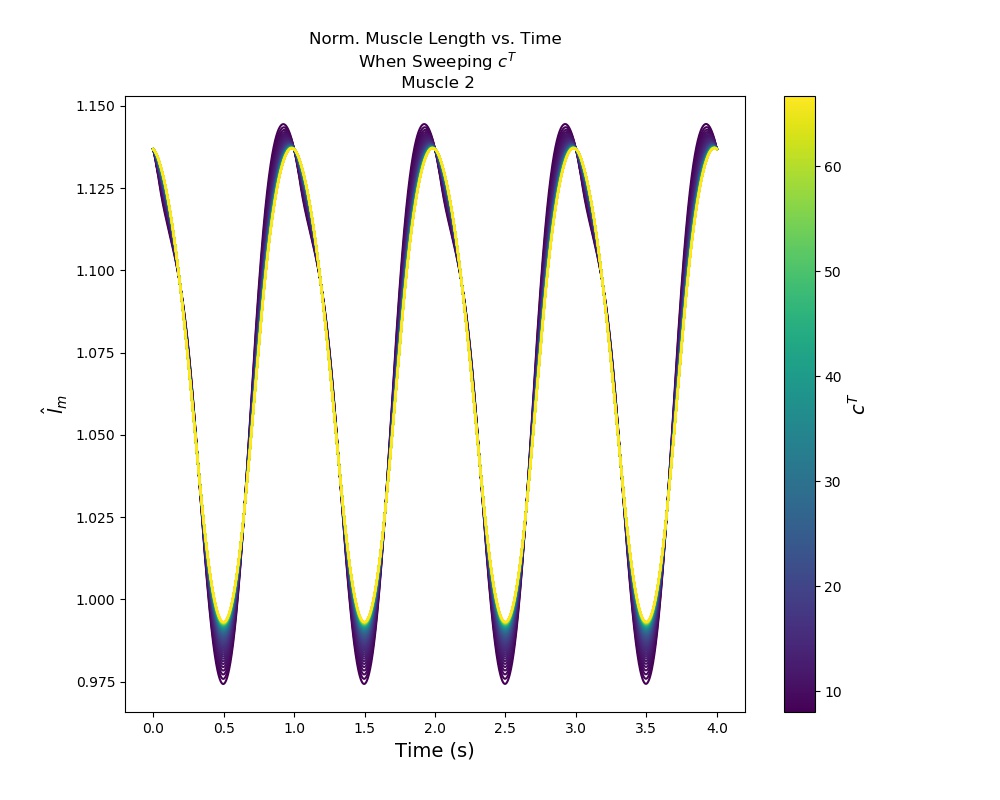 Norm. Muscle Length vs. Time
When Sweeping c^T
Muscle 2
1.150
1.125
1.100
1.075
1.050
1.025
1.000
0.975
l̂_m
0.0 0.5 1.0 1.5 2.0 2.5 3.0 3.5 4.0
Time (s)
60
50
40
30
20
10
c^T